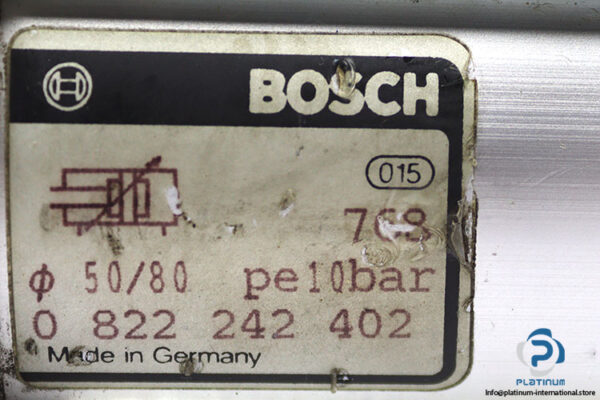 BOSCH
015
768
ϕ 50/80 pe10bar
0 822 242 402
Made in Germany
PLATINUM
Info@platinum-international.store